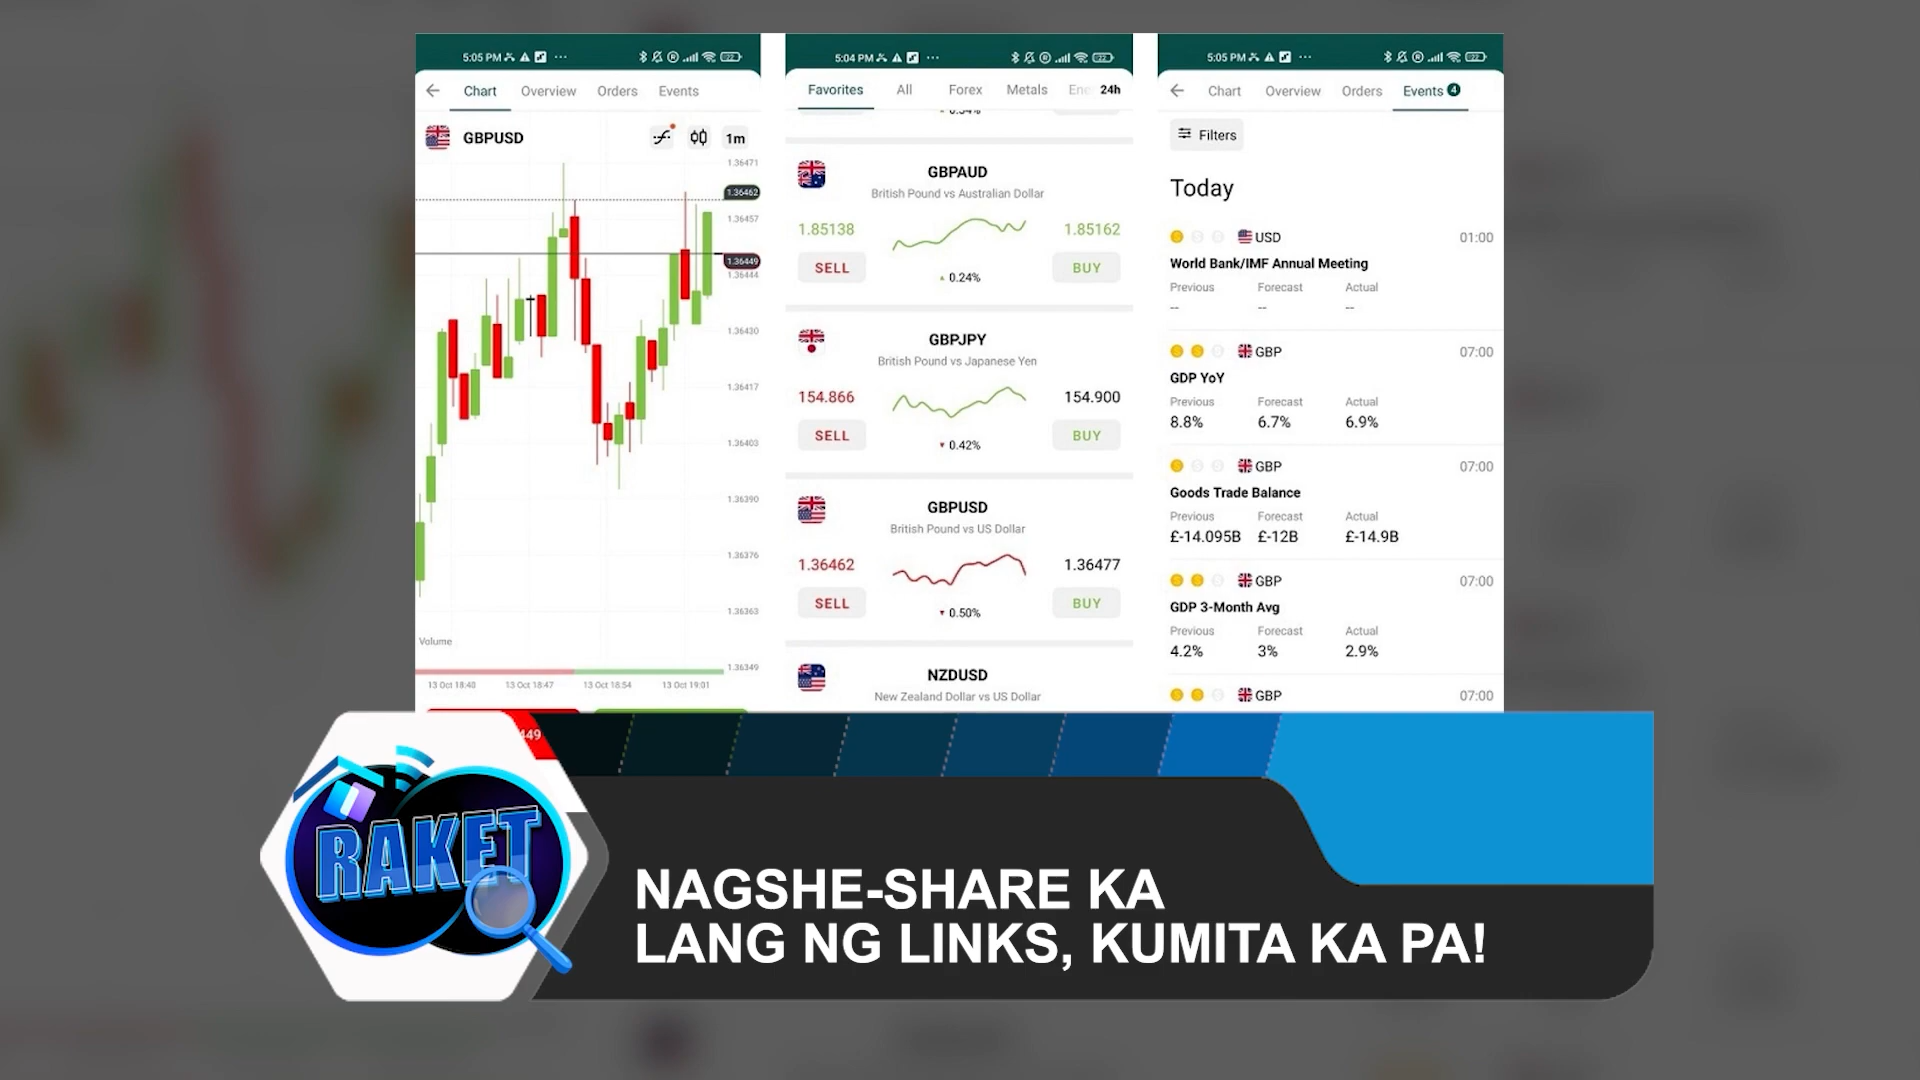 5:05 PM
Chart Overview Orders Events
GBPUSD
1m
1.36471
1.36462
1.36457
1.36449
1.36444
1.36430
1.36417
1.36403
1.36390
1.36376
1.36363
Volume
1.36349
13 Oct 18:47 13 Oct 18:54 13 Oct 19:01
5:04 PM
Favorites All Forex Metals 24h
GBPAUD
British Pound vs Australian Dollar
1.85138 1.85162
SELL BUY
0.24%
GBPJPY
British Pound vs Japanese Yen
154.866 154.900
SELL BUY
0.42%
GBPUSD
British Pound vs US Dollar
1.36462 1.36477
SELL BUY
0.50%
NZDUSD
New Zealand Dollar vs US Dollar
5:05 PM
Chart Overview Orders Events 4
Filters
Today
USD 01:00
World Bank/IMF Annual Meeting
Previous Forecast Actual
-- -- --
GBP 07:00
GDP YoY
Previous Forecast Actual
8.8% 6.7% 6.9%
GBP 07:00
Goods Trade Balance
Previous Forecast Actual
£-14.095B £-12B £-14.9B
GBP 07:00
GDP 3-Month Avg
Previous Forecast Actual
4.2% 3% 2.9%
GBP 07:00
449
RAKET
NAGSHE-SHARE KA
LANG NG LINKS, KUMITA KA PA!